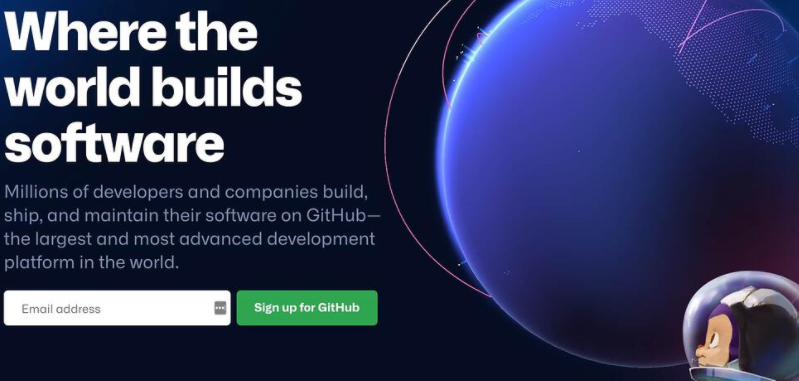 Where the
world builds
software
Millions of developers and companies build,
ship, and maintain their software on GitHub—
the largest and most advanced development
platform in the world.
Email address
Sign up for GitHub